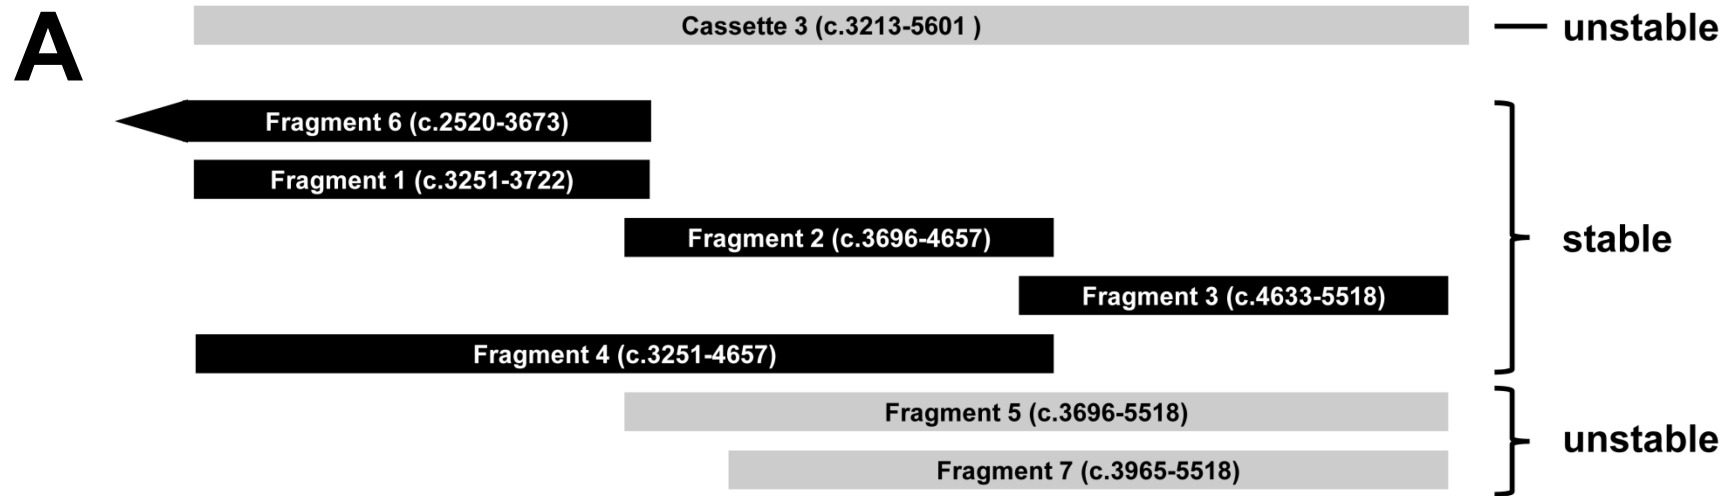 A
Cassette 3 (c.3213-5601 )
unstable
Fragment 6 (c.2520-3673)
Fragment 1 (c.3251-3722)
Fragment 2 (c.3696-4657)
stable
Fragment 3 (c.4633-5518)
Fragment 4 (c.3251-4657)
Fragment 5 (c.3696-5518)
unstable
Fragment 7 (c.3965-5518)